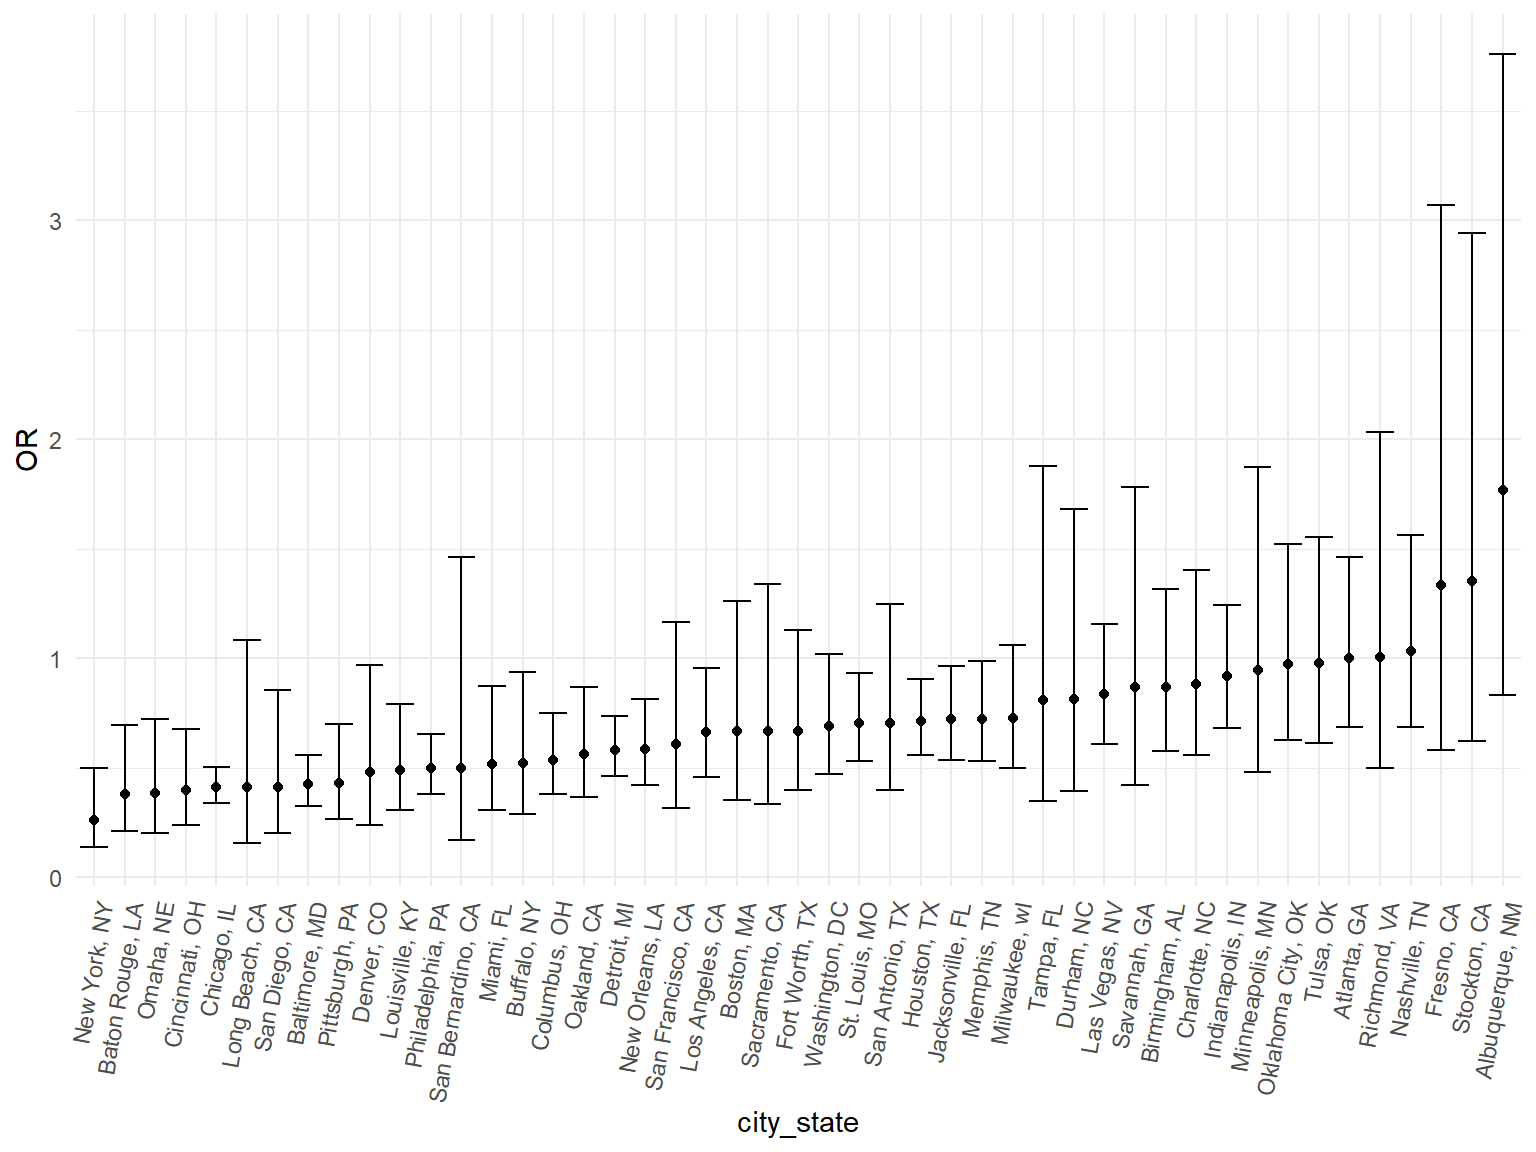 OR
3
2
1
0
New York, NY
Baton Rouge, LA
Omaha, NE
Cincinnati, OH
Chicago, IL
Long Beach, CA
San Diego, CA
Baltimore, MD
Pittsburgh, PA
Denver, CO
Louisville, KY
Philadelphia, PA
San Bernardino, CA
Miami, FL
Buffalo, NY
Columbus, OH
Oakland, CA
Detroit, MI
New Orleans, LA
San Francisco, CA
Los Angeles, CA
Boston, MA
Sacramento, CA
Fort Worth, TX
Washington, DC
St. Louis, MO
San Antonio, TX
Houston, TX
Jacksonville, FL
Memphis, TN
Milwaukee, wI
Tampa, FL
Durham, NC
Las Vegas, NV
Savannah, GA
Birmingham, AL
Charlotte, NC
Indianapolis, IN
Minneapolis, MN
Oklahoma City, OK
Tulsa, OK
Atlanta, GA
Richmond, VA
Nashville, TN
Fresno, CA
Stockton, CA
Albuquerque, NM
city_state